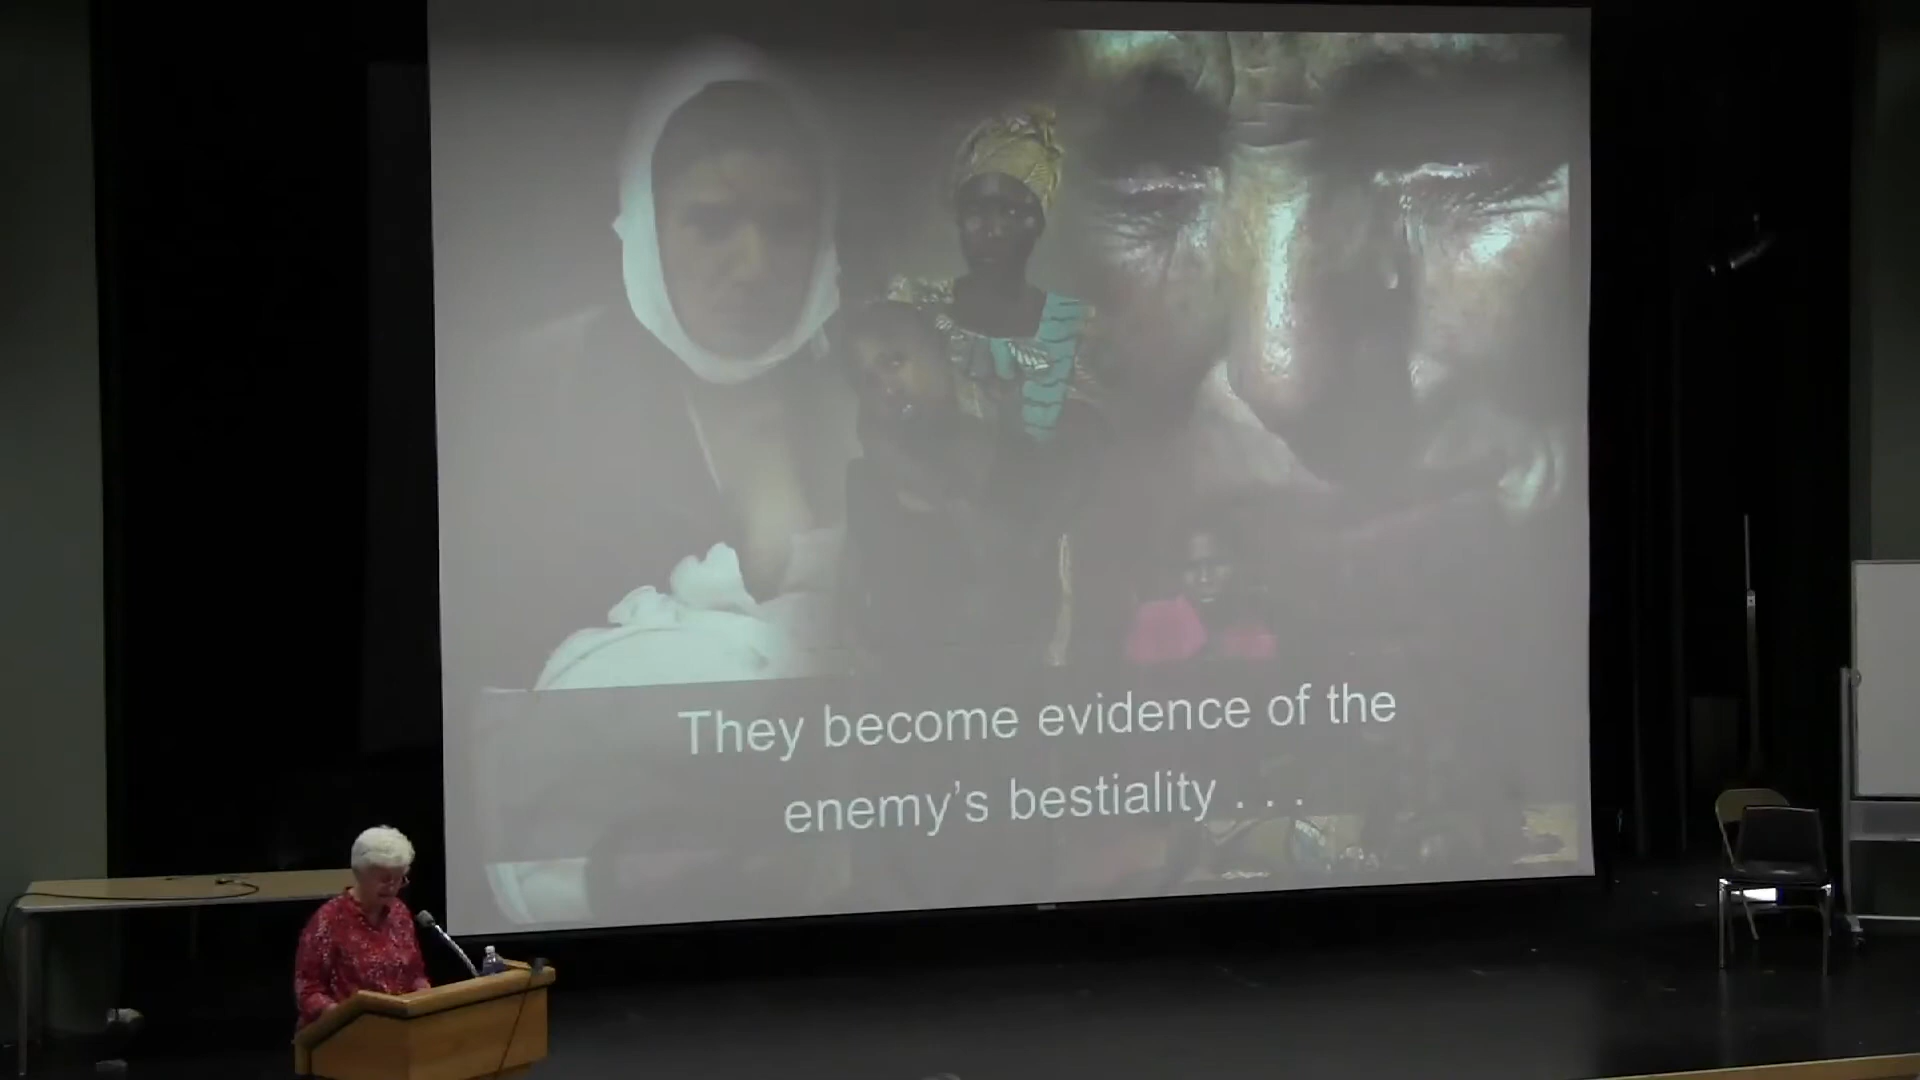 They become evidence of the
enemy's bestiality . . .